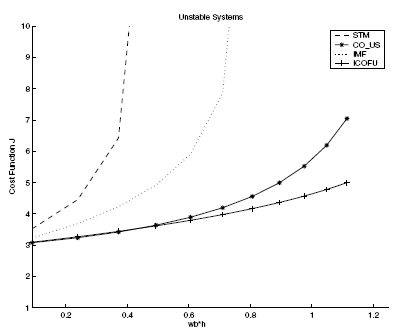 Unstable Systems
10
9
8
7
6
5
4
3
2
1
Cost Function J
STM
CO_US
IMF
ICOFU
0.2
0.4
0.6
0.8
1
1.2
wb*h